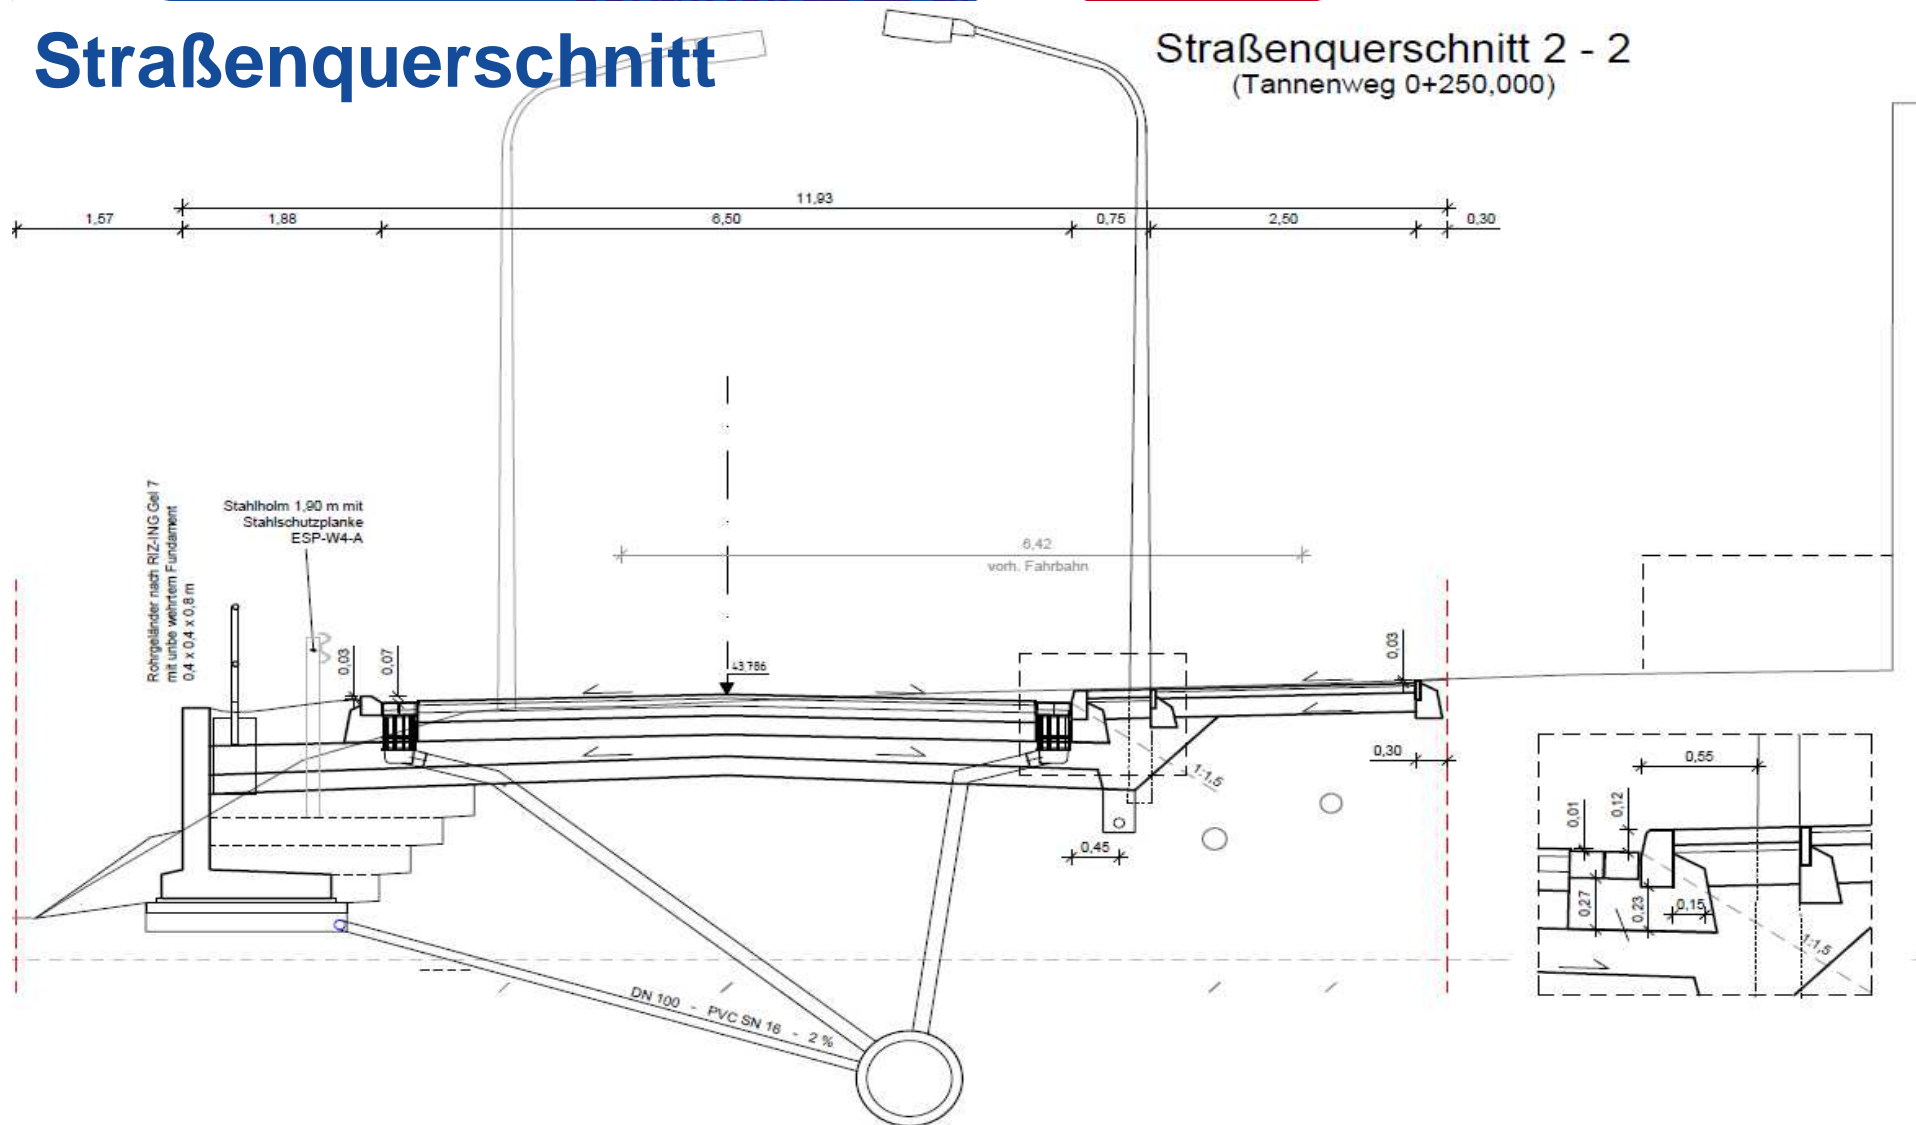 Straßenquerschnitt
Straßenquerschnitt 2 - 2
(Tannenweg 0+250,000)
11,93
1,57
1,88
6,50
0,75
2,50
0,30
Rohrgeländer nach RIZ-ING Gel 7
mit unbe wehrtem Fundament
0,4 x 0,4 x 0,8 m
Stahlholm 1,90 m mit
Stahlschutzplanke
ESP-W4-A
6,42
vorh. Fahrbahn
0,03
0,07
43.786
0,03
0,30
1:1,5
0,45
0,55
0,01
0,12
0,27
0,23
0,15
1:1,5
DN 100 - PVC SN 16 - 2 %